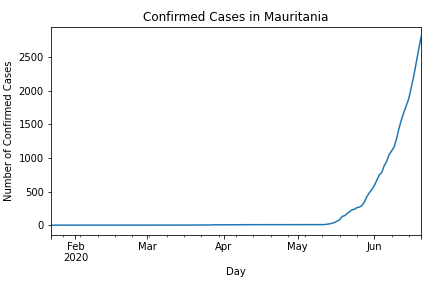 Confirmed Cases in Mauritania
Number of Confirmed Cases
2500
2000
1500
1000
500
0
Feb
2020
Mar
Apr
May
Jun
Day